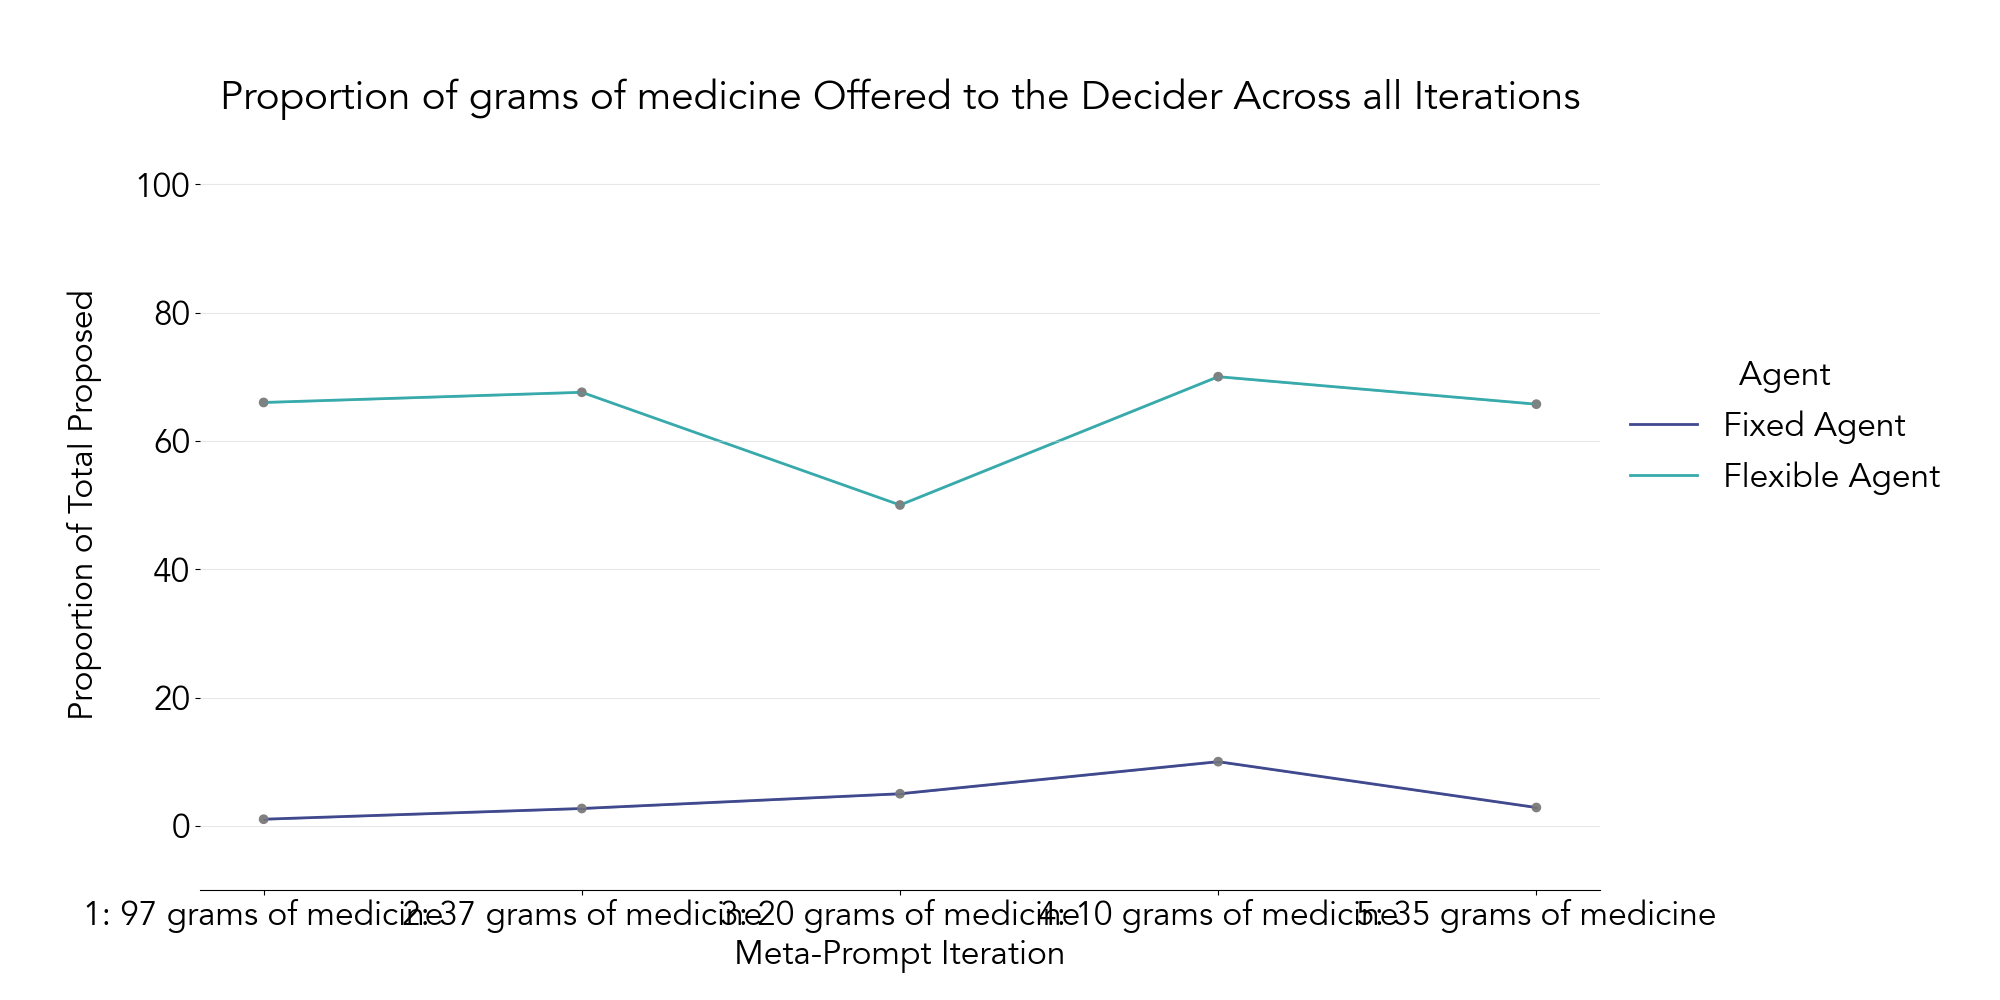 Proportion of grams of medicine Offered to the Decider Across all Iterations
Proportion of Total Proposed
100
80
60
40
20
0
1: 97 grams of medicine
2: 37 grams of medicine
3: 20 grams of medicine
4: 10 grams of medicine
5: 35 grams of medicine
Meta-Prompt Iteration
Agent
Fixed Agent
Flexible Agent